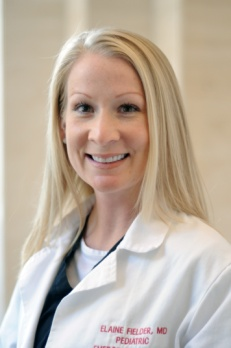 ELAINE FIELDER, MD
PEDIATRIC